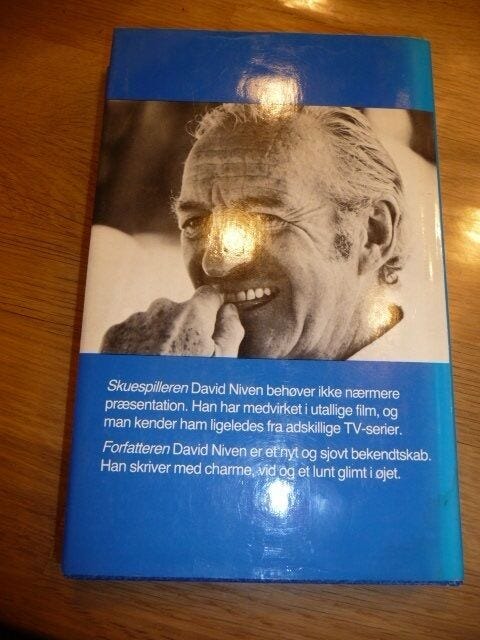 Skuespilleren David Niven behøver ikke nærmere
præsentation. Han har medvirket i utallige film, og
man kender ham ligeledes fra adskillige TV-serier.
Forfatteren David Niven er et nyt og sjovt bekendtskab.
Han skriver med charme, vid og et lunt glimt i øjet.